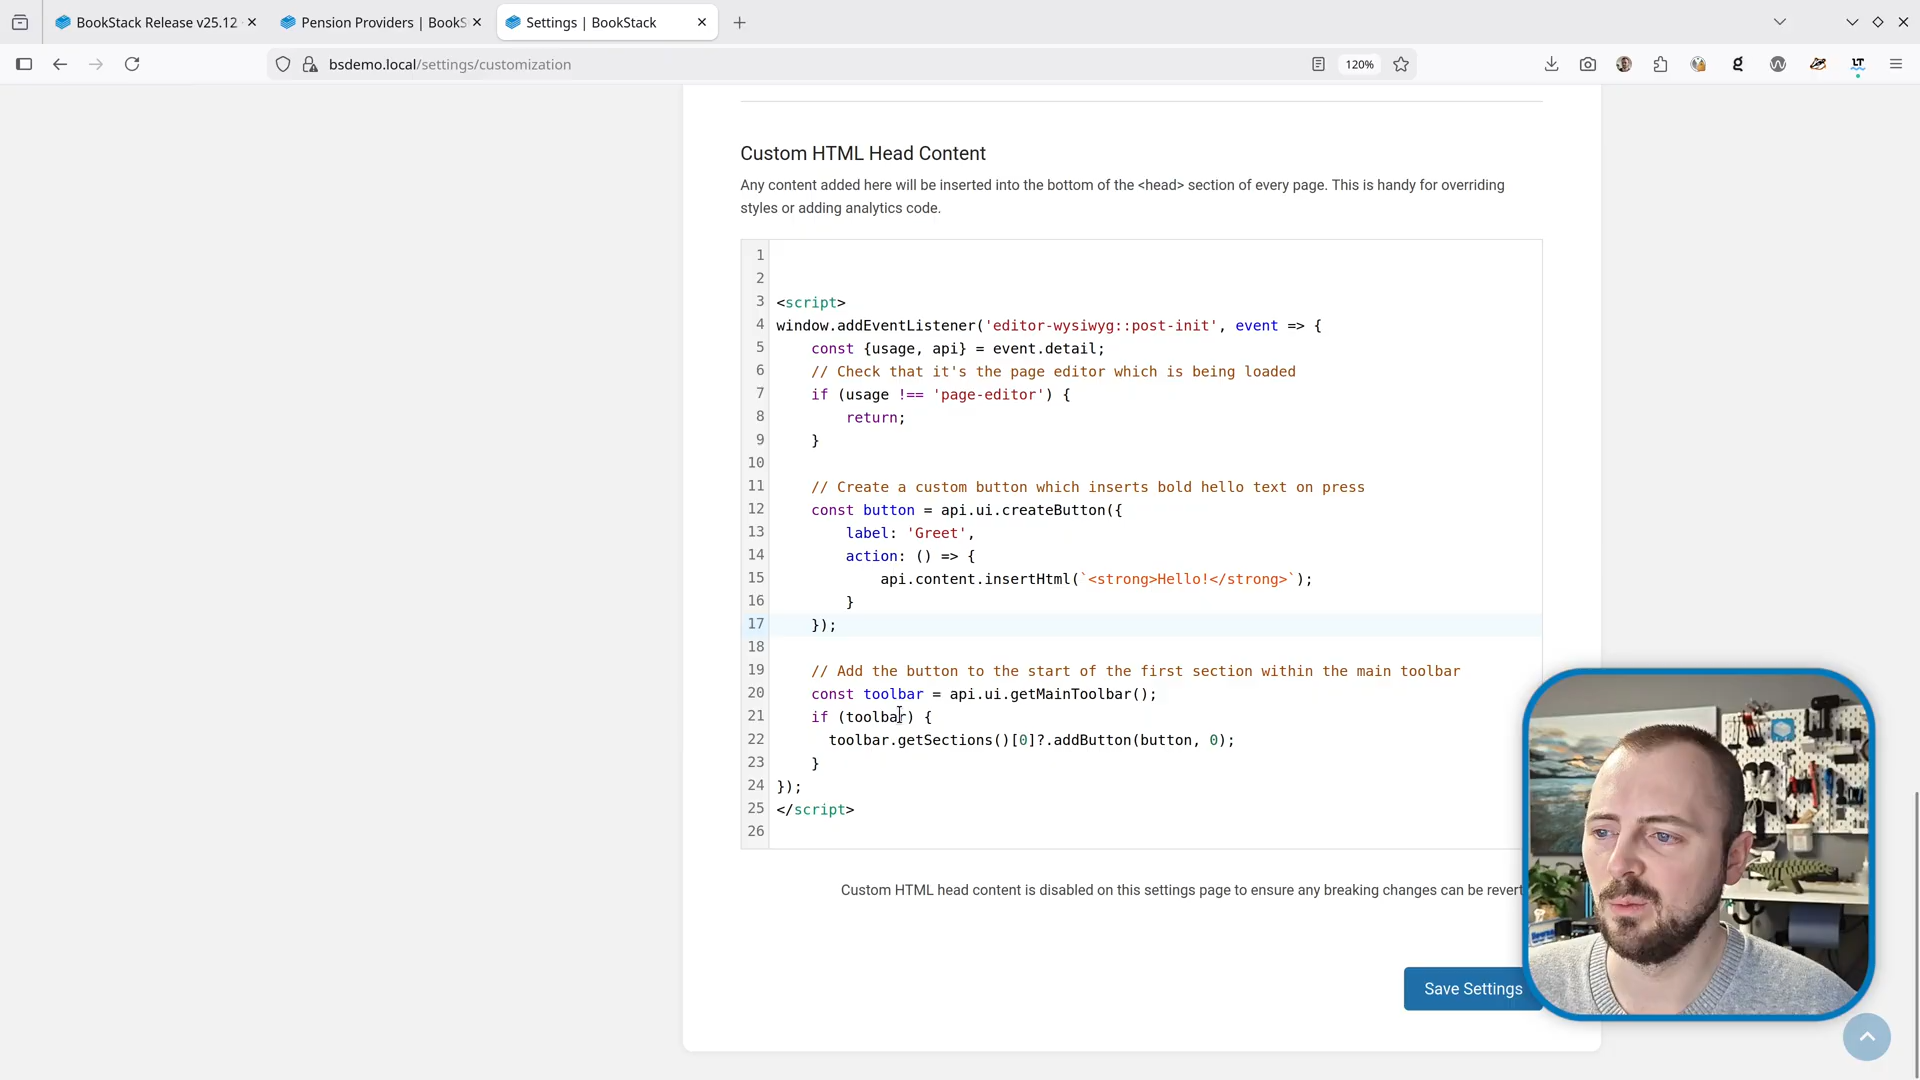 BookStack Release v25.12
Pension Providers | BookS
Settings | BookStack
bsdemo.local/settings/customization
120%
Custom HTML Head Content
Any content added here will be inserted into the bottom of the <head> section of every page. This is handy for overriding
styles or adding analytics code.
1
2
3 <script>
4 window.addEventListener('editor-wysiwyg::post-init', event => {
5 const {usage, api} = event.detail;
6 // Check that it's the page editor which is being loaded
7 if (usage !== 'page-editor') {
8 return;
9 }
10
11 // Create a custom button which inserts bold hello text on press
12 const button = api.ui.createButton({
13 label: 'Greet',
14 action: () => {
15 api.content.insertHtml(`<strong>Hello!</strong>`);
16 }
17 });
18
19 // Add the button to the start of the first section within the main toolbar
20 const toolbar = api.ui.getMainToolbar();
21 if (toolbar) {
22 toolbar.getSections()[0]?.addButton(button, 0);
23 }
24 });
25 </script>
26
Custom HTML head content is disabled on this settings page to ensure any breaking changes can be revert
Save Settings